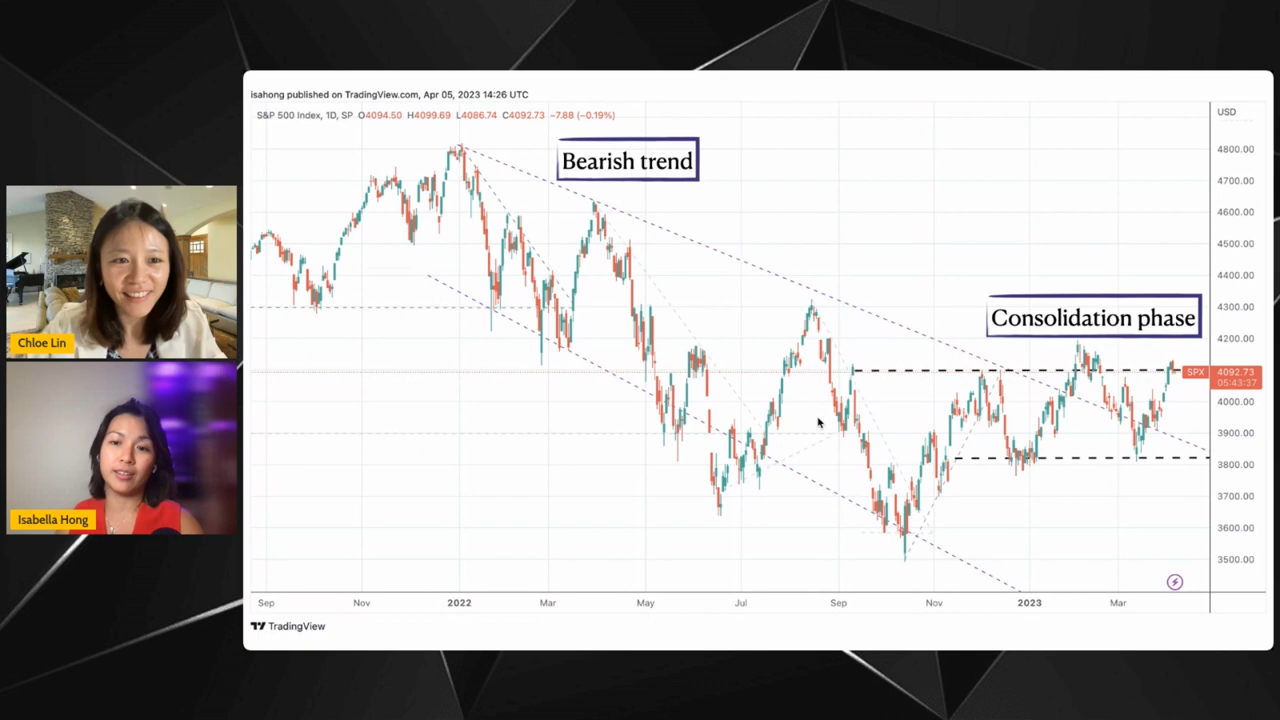 isahong published on TradingView.com, Apr 05, 2023 14:26 UTC
S&P 500 Index, 1D, SP O4094.50 H4099.69 L4086.74 C4092.73 −7.88 (−0.19%)
USD
Bearish trend
4800.00
4700.00
4600.00
4500.00
4400.00
4300.00
Consolidation phase
4200.00
SPX 4092.73
05:43:37
4000.00
3900.00
3800.00
3700.00
3600.00
3500.00
Sep Nov 2022 Mar May Jul Sep Nov 2023 Mar
TradingView
Chloe Lin
Isabella Hong